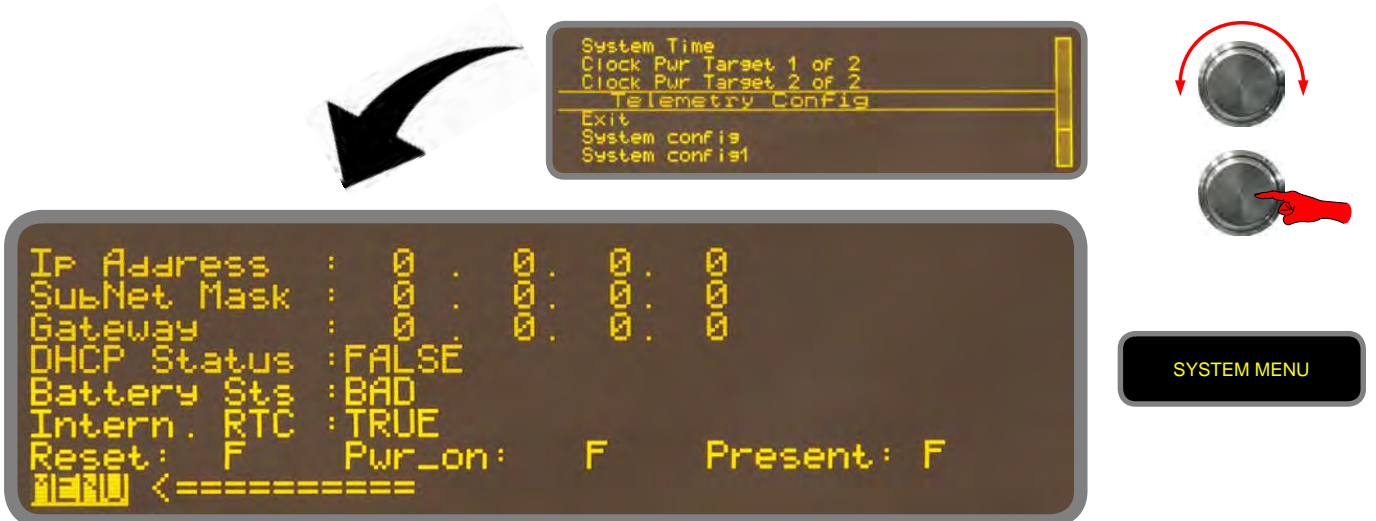 System Time
Clock Pwr Target 1 of 2
Clock Pwr Target 2 of 2
Telemetry Config
Exit
System config
System config1
Ip Address : 0 . 0. 0. 0
SubNet Mask : 0 . 0. 0. 0
Gateway : 0 . 0. 0. 0
DHCP Status :FALSE
Battery Sts :BAD
Intern. RTC :TRUE
Reset: F Pwr_on: F Present: F
MENU <==========
SYSTEM MENU